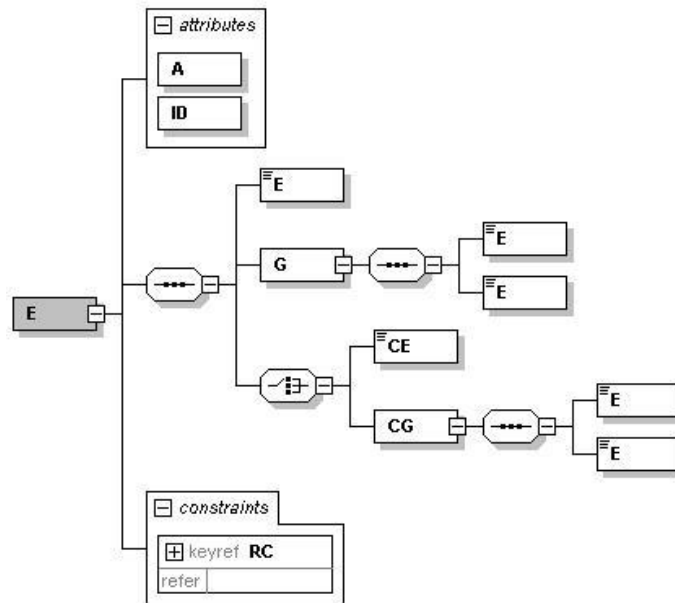 attributes
A
ID
E
G
E
E
E
CE
CG
E
E
constraints
keyref RC
refer